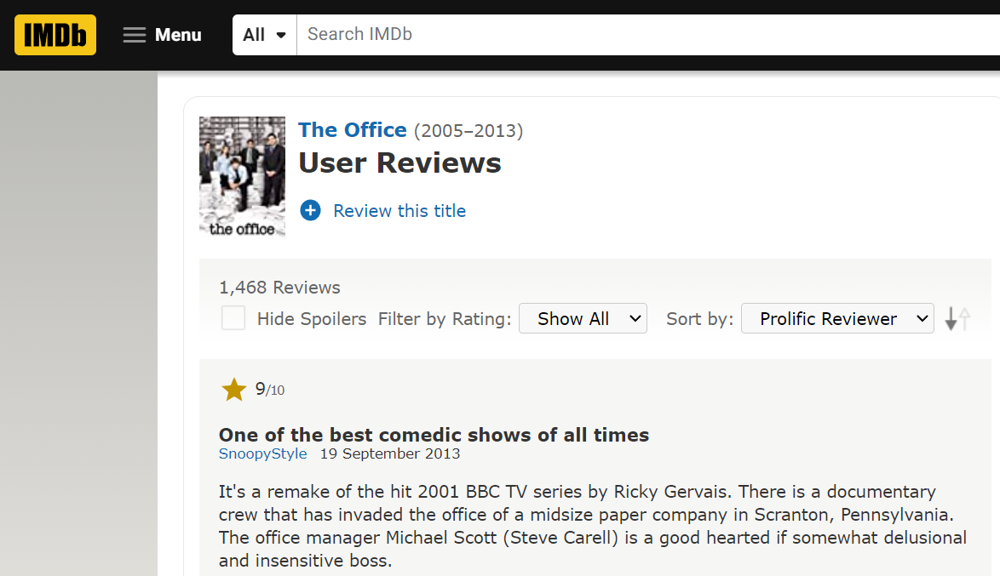 IMDb Menu All Search IMDb
The Office (2005–2013)
User Reviews
Review this title
the office
1,468 Reviews
Hide Spoilers Filter by Rating: Show All Sort by: Prolific Reviewer
9/10
One of the best comedic shows of all times
SnoopyStyle 19 September 2013
It's a remake of the hit 2001 BBC TV series by Ricky Gervais. There is a documentary
crew that has invaded the office of a midsize paper company in Scranton, Pennsylvania.
The office manager Michael Scott (Steve Carell) is a good hearted if somewhat delusional
and insensitive boss.